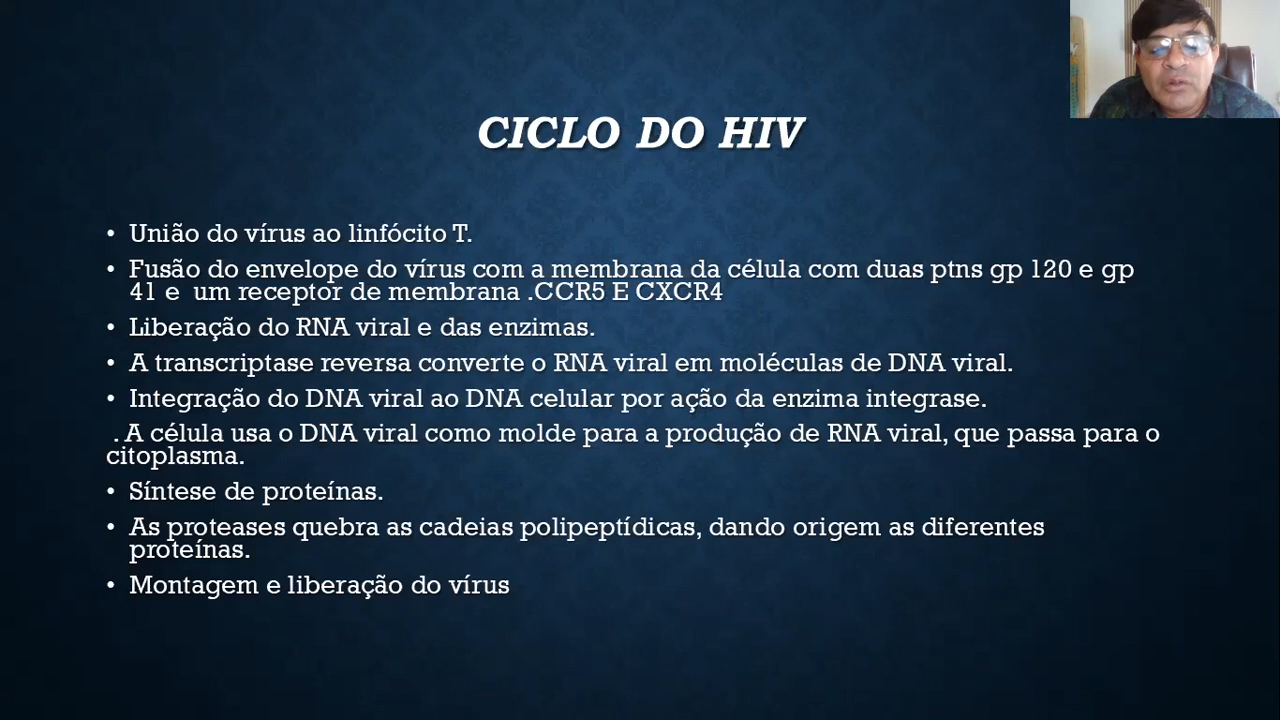 CICLO DO HIV
• União do vírus ao linfócito T.
• Fusão do envelope do vírus com a membrana da célula com duas ptns gp 120 e gp
41 e  um receptor de membrana .CCR5 E CXCR4
• Liberação do RNA viral e das enzimas.
• A transcriptase reversa converte o RNA viral em moléculas de DNA viral.
• Integração do DNA viral ao DNA celular por ação da enzima integrase.
. A célula usa o DNA viral como molde para a produção de RNA viral, que passa para o
citoplasma.
• Síntese de proteínas.
• As proteases quebra as cadeias polipeptídicas, dando origem as diferentes
proteínas.
• Montagem e liberação do vírus